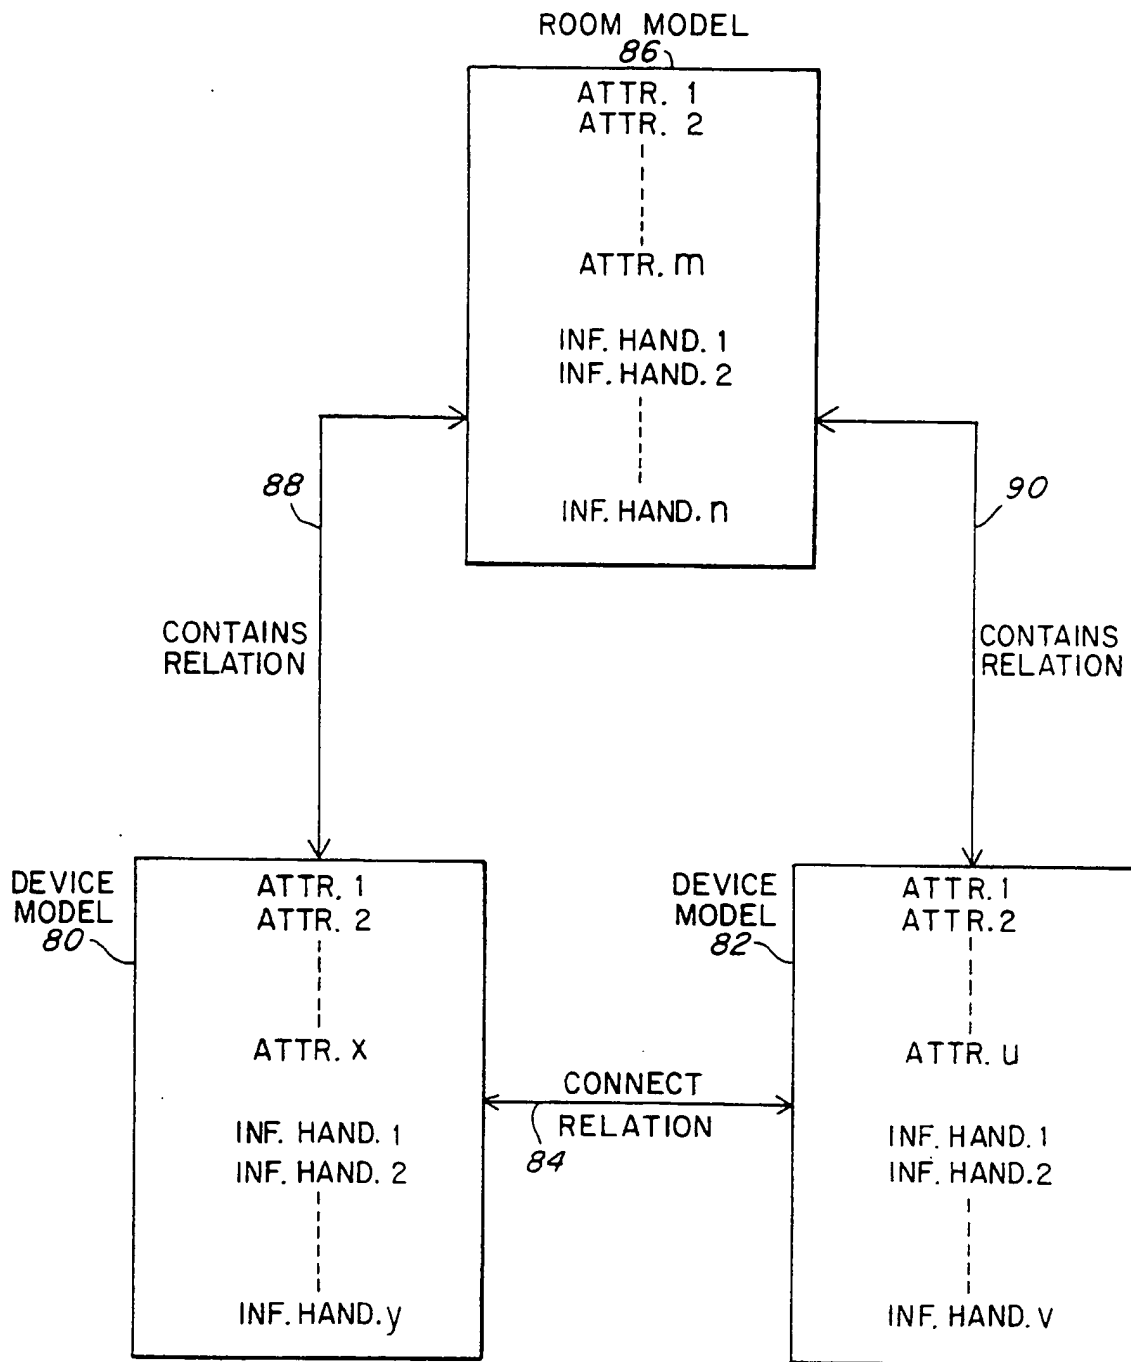 ROOM MODEL
86
ATTR. 1
ATTR. 2
ATTR. m
INF. HAND. 1
INF. HAND. 2
INF. HAND. n
88
90
CONTAINS
RELATION
CONTAINS
RELATION
DEVICE
MODEL
80
ATTR. 1
ATTR. 2
ATTR. x
INF. HAND. 1
INF. HAND. 2
INF. HAND. y
CONNECT
RELATION
84
DEVICE
MODEL
82
ATTR. 1
ATTR. 2
ATTR. u
INF. HAND. 1
INF. HAND. 2
INF. HAND. v